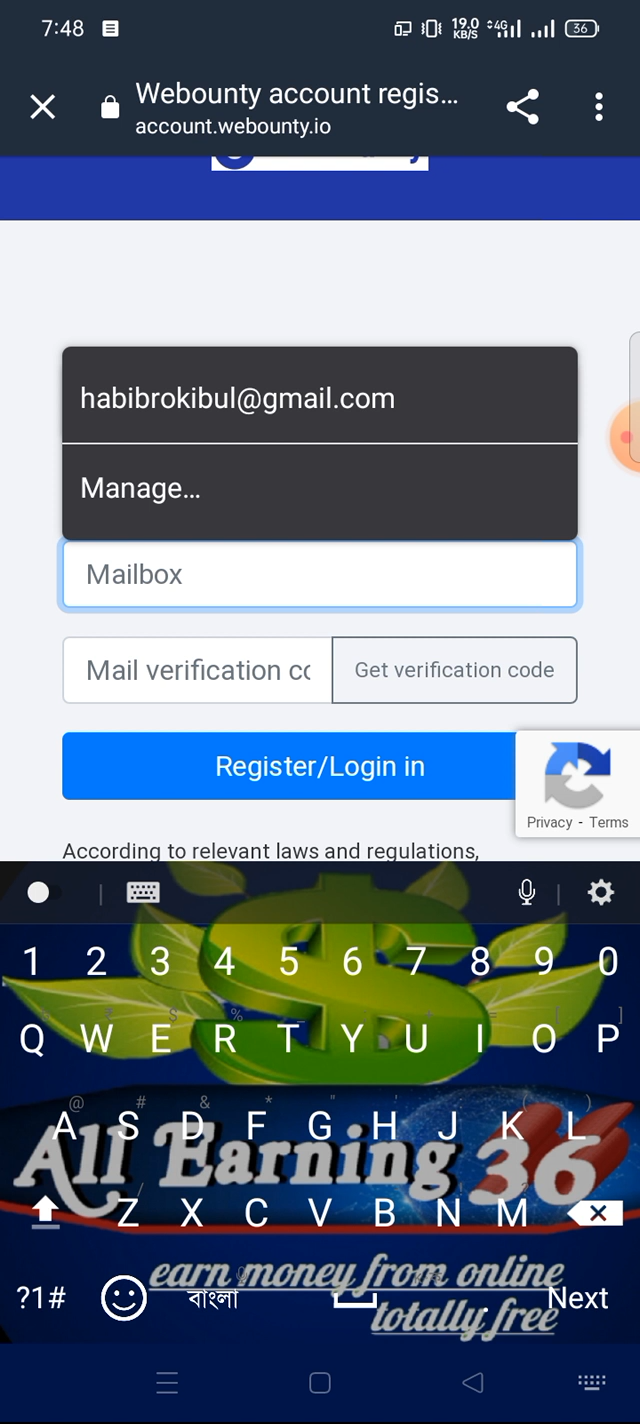 7:48
19.0
KB/S
4G
36
Webounty account regis...
account.webounty.io
habibrokibul@gmail.com
Manage...
Mailbox
Mail verification co
Get verification code
Register/Login in
Privacy - Terms
According to relevant laws and regulations,
1 2 3 4 5 6 7 8 9 0
Q W E R T Y U I O P
A S D F G H J K L
All Earning 36
Z X C V B N M
earn money from online
?1# বাংলা . Next
totally free